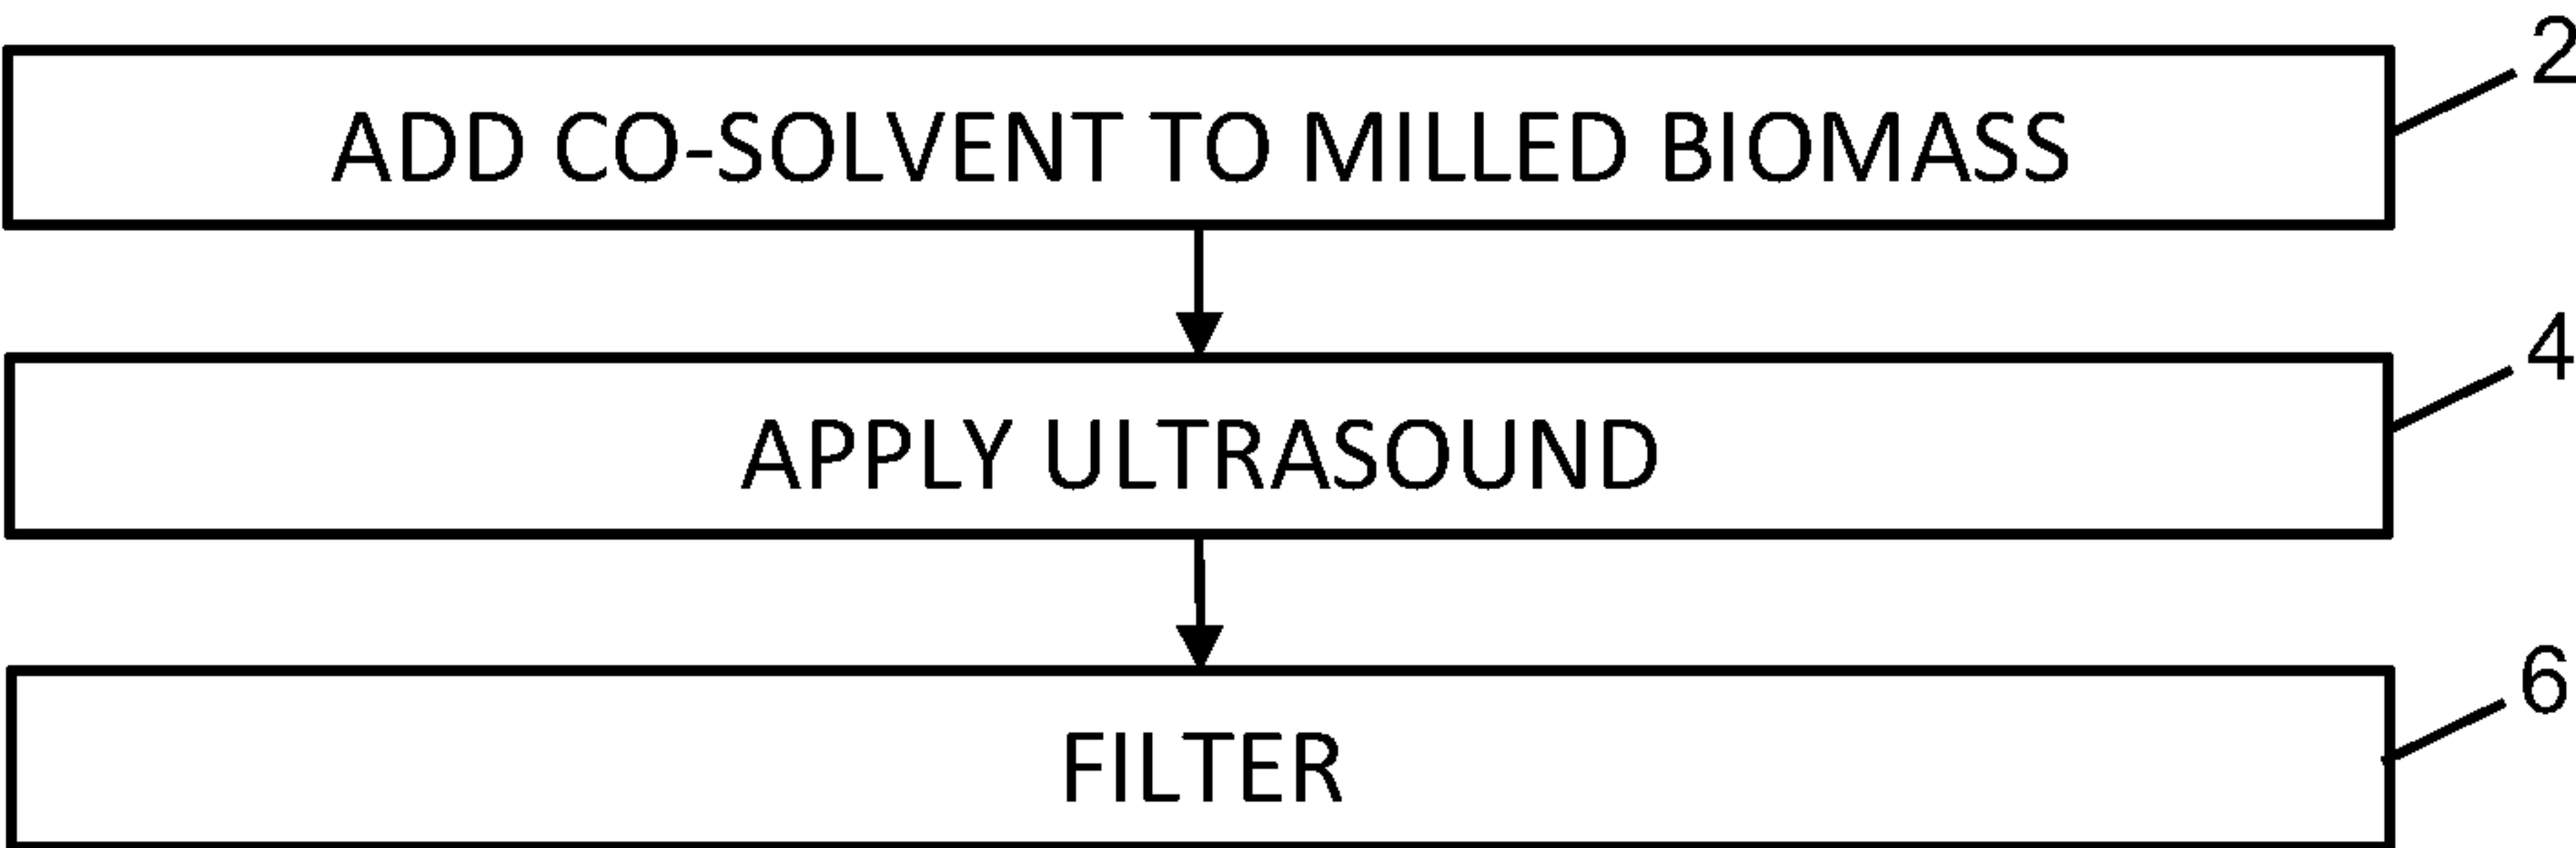 2
ADD CO-SOLVENT TO MILLED BIOMASS
4
APPLY ULTRASOUND
6
FILTER